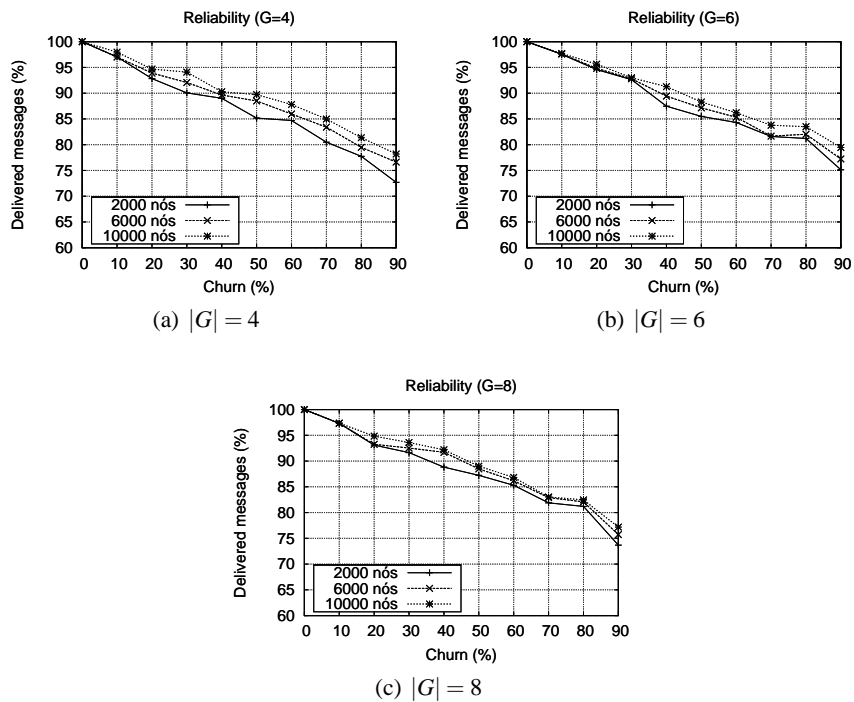 Reliability (G=4)
100
95
90
85
80
75
70
65
60
Delivered messages (%)
2000 nós
6000 nós
10000 nós
0 10 20 30 40 50 60 70 80 90
Churn (%)
(a) |G| = 4
Reliability (G=6)
100
95
90
85
80
75
70
65
60
Delivered messages (%)
2000 nós
6000 nós
10000 nós
0 10 20 30 40 50 60 70 80 90
Churn (%)
(b) |G| = 6
Reliability (G=8)
100
95
90
85
80
75
70
65
60
Delivered messages (%)
2000 nós
6000 nós
10000 nós
0 10 20 30 40 50 60 70 80 90
Churn (%)
(c) |G| = 8